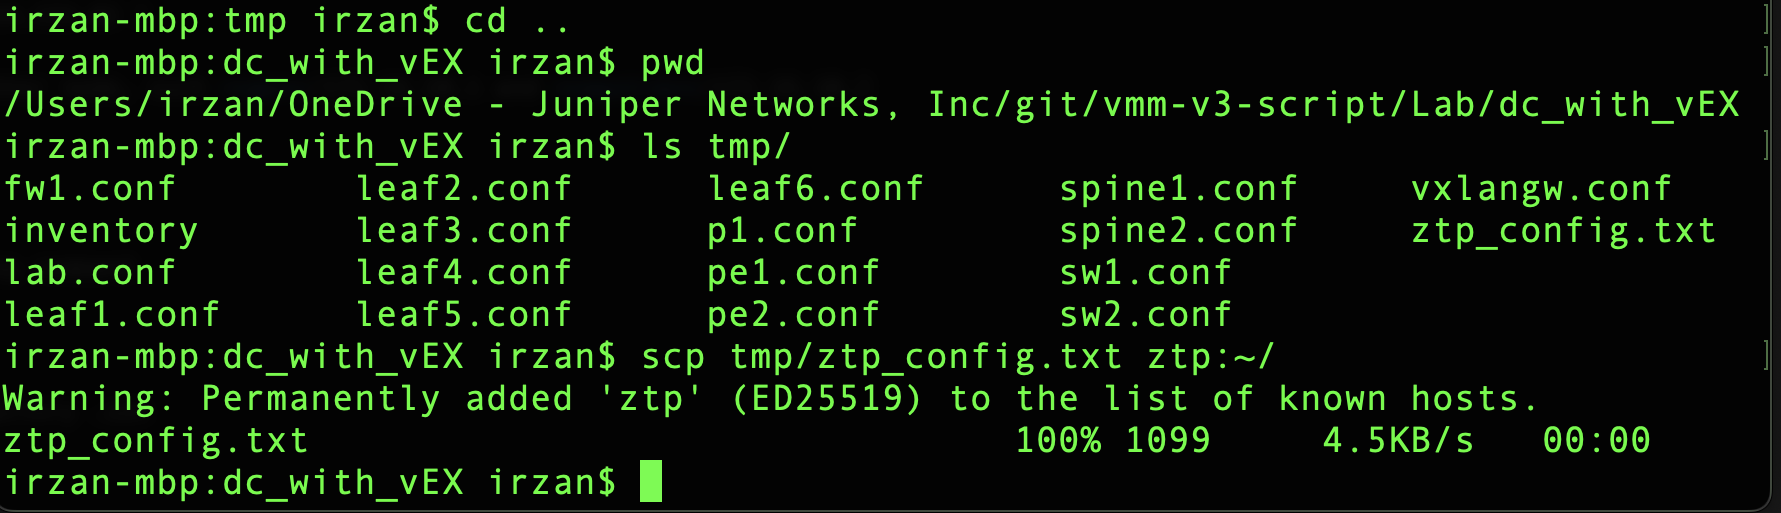 irzan-mbp:tmp irzan$ cd ..
irzan-mbp:dc_with_vEX irzan$ pwd
/Users/irzan/OneDrive - Juniper Networks, Inc/git/vmm-v3-script/Lab/dc_with_vEX
irzan-mbp:dc_with_vEX irzan$ ls tmp/
fw1.conf        leaf2.conf      leaf6.conf      spine1.conf     vxlangw.conf
inventory       leaf3.conf      p1.conf         spine2.conf     ztp_config.txt
lab.conf        leaf4.conf      pe1.conf        sw1.conf
leaf1.conf      leaf5.conf      pe2.conf        sw2.conf
irzan-mbp:dc_with_vEX irzan$ scp tmp/ztp_config.txt ztp:~/
Warning: Permanently added 'ztp' (ED25519) to the list of known hosts.
ztp_config.txt                                100% 1099     4.5KB/s   00:00
irzan-mbp:dc_with_vEX irzan$